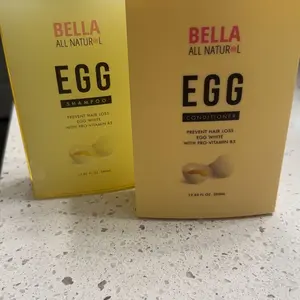 BELLA
ALL NATURAL
EGG
SHAMPOO
PREVENT HAIR LOSS
EGG WHITE
WITH PRO-VITAMIN B5
BELLA
ALL NATURAL
EGG
CONDITIONER
PREVENT HAIR LOSS
EGG WHITE
WITH PRO-VITAMIN B5